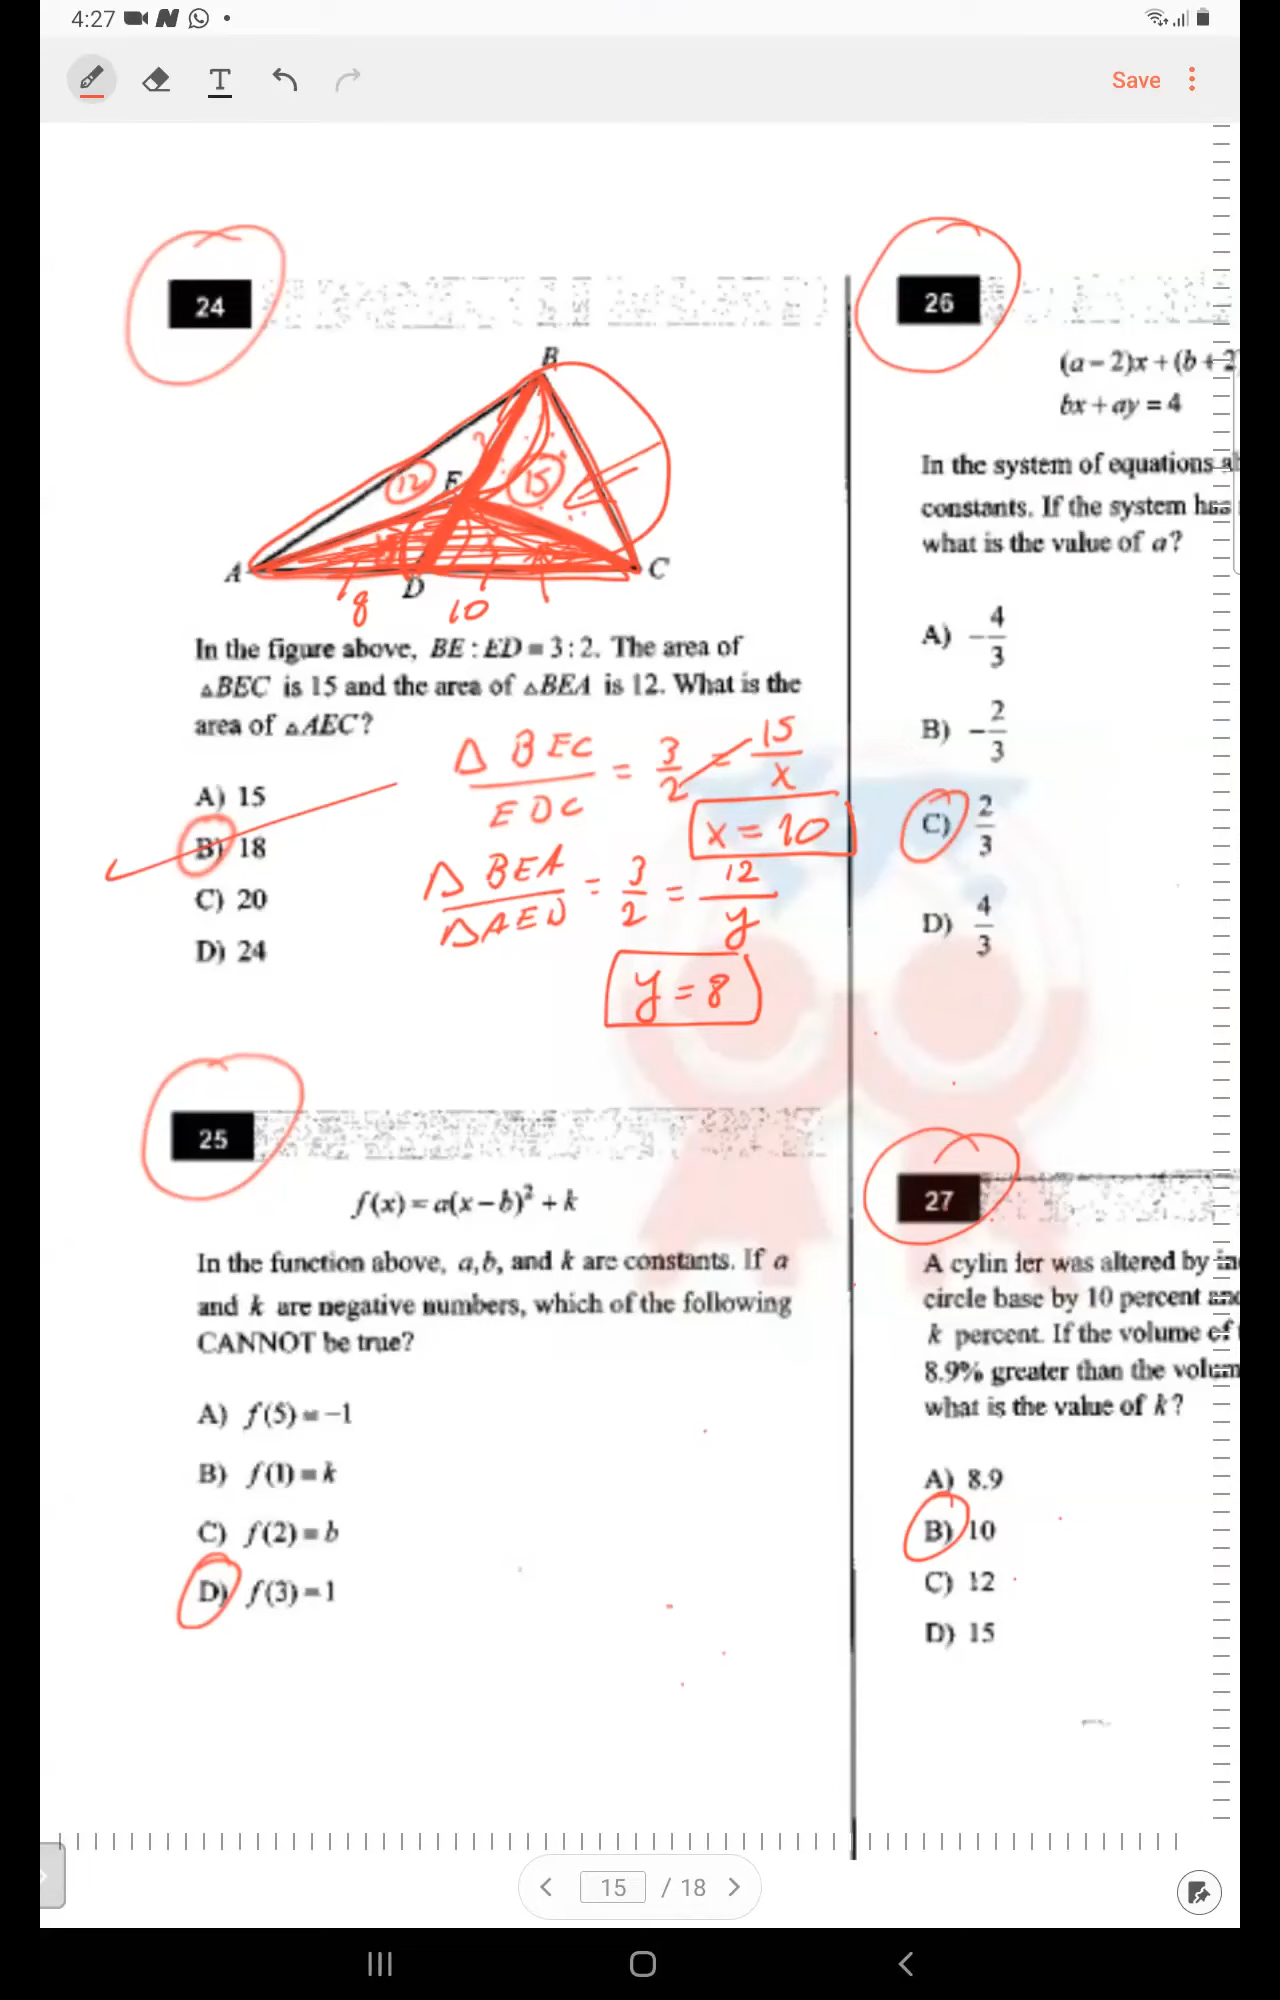 4:27
T Save
24
B
12 E 15
A D C
8 10
In the figure above, BE : ED = 3 : 2. The area of
△BEC is 15 and the area of △BEA is 12. What is the
area of △AEC?
△ BEC / EDC = 3/2 = 15/x
x = 10
△ BEA / △AED = 3/2 = 12/y
y = 8
A) 15
B) 18
C) 20
D) 24
25
f(x) = a(x − b)² + k
In the function above, a, b, and k are constants. If a
and k are negative numbers, which of the following
CANNOT be true?
A) f(5) = −1
B) f(1) = k
C) f(2) = b
D) f(3) = 1
26
(a − 2)x + (b + 2
bx + ay = 4
In the system of equations
constants. If the system has
what is the value of a?
A) −4/3
B) −2/3
C) 2/3
D) 4/3
27
A cylin ler was altered by
circle base by 10 percent
k percent. If the volume of
8.9% greater than the
what is the value of k?
A) 8.9
B) 10
C) 12
D) 15
15 / 18